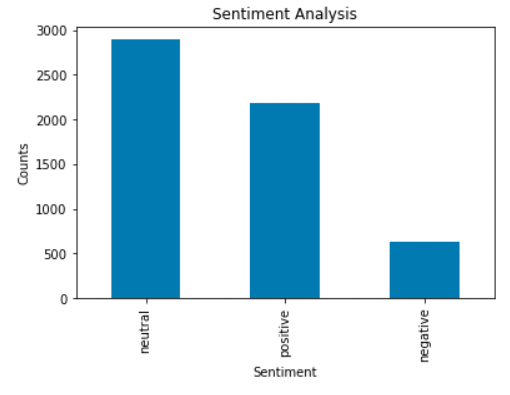 Sentiment Analysis
3000
2500
2000
1500
1000
500
0
Counts
neutral
positive
negative
Sentiment